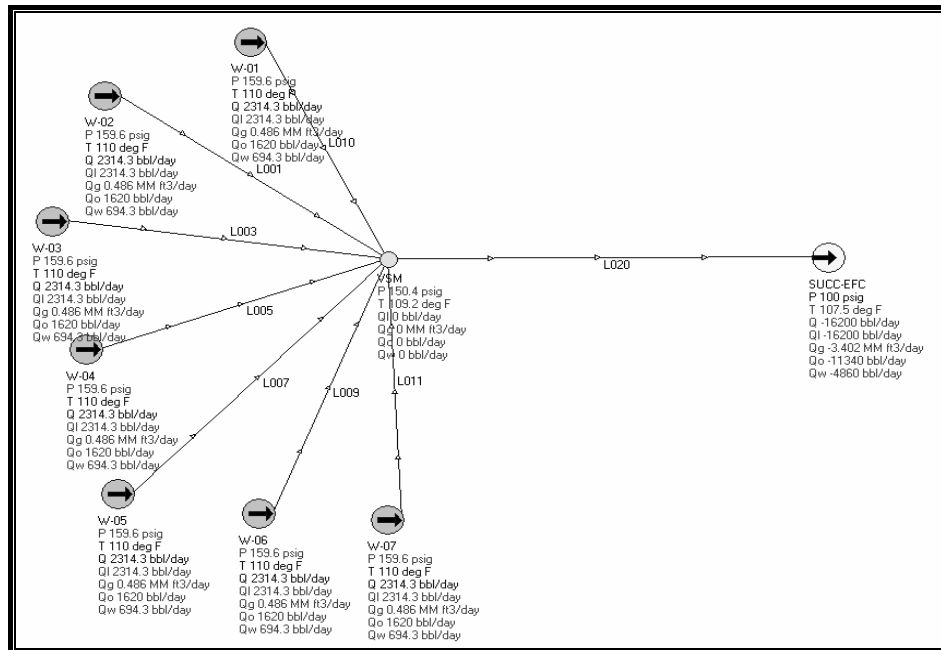 W-01
P 159.6 psig
T 110 deg F
Q 2314.3 bbl/day
Ql 2314.3 bbl/day
Qg 0.486 MM ft3/day
Qo 1620 bbl/day
Qw 694.3 bbl/day
L010
W-02
P 159.6 psig
T 110 deg F
Q 2314.3 bbl/day
Ql 2314.3 bbl/day
Qg 0.486 MM ft3/day
Qo 1620 bbl/day
Qw 694.3 bbl/day
L001
W-03
P 159.6 psig
T 110 deg F
Q 2314.3 bbl/day
Ql 2314.3 bbl/day
Qg 0.486 MM ft3/day
Qo 1620 bbl/day
Qw 694.3 bbl/day
L003
VSM
P 150.4 psig
T 109.2 deg F
Ql 0 bbl/day
Qg 0 MM ft3/day
Qo 0 bbl/day
Qw 0 bbl/day
L020
SUCC-EFC
P 100 psig
T 107.5 deg F
Q -16200 bbl/day
Ql -16200 bbl/day
Qg -3.402 MM ft3/day
Qo -11340 bbl/day
Qw -4860 bbl/day
L005
W-04
P 159.6 psig
T 110 deg F
Q 2314.3 bbl/day
Ql 2314.3 bbl/day
Qg 0.486 MM ft3/day
Qo 1620 bbl/day
Qw 694.3 bbl/day
L007
L009
L011
W-05
P 159.6 psig
T 110 deg F
Q 2314.3 bbl/day
Ql 2314.3 bbl/day
Qg 0.486 MM ft3/day
Qo 1620 bbl/day
Qw 694.3 bbl/day
W-06
P 159.6 psig
T 110 deg F
Q 2314.3 bbl/day
Ql 2314.3 bbl/day
Qg 0.486 MM ft3/day
Qo 1620 bbl/day
Qw 694.3 bbl/day
W-07
P 159.6 psig
T 110 deg F
Q 2314.3 bbl/day
Ql 2314.3 bbl/day
Qg 0.486 MM ft3/day
Qo 1620 bbl/day
Qw 694.3 bbl/day